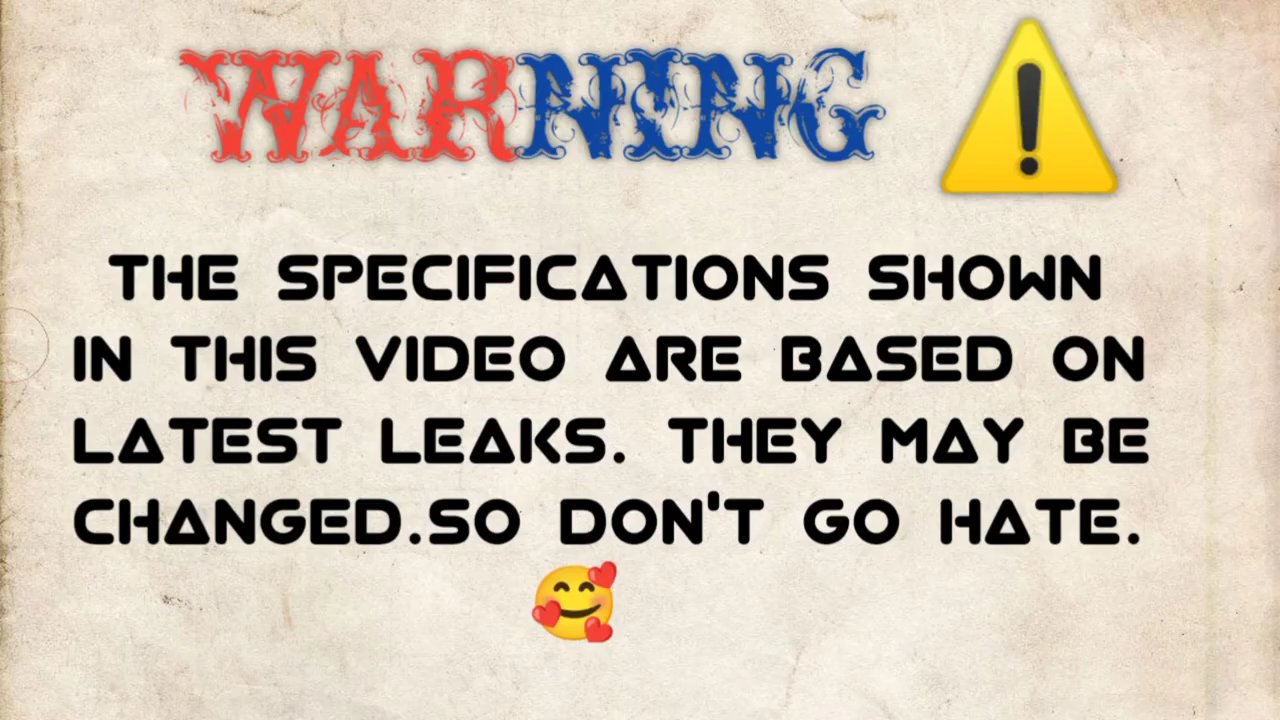 WARNING ⚠️
THE SPECIFICATIONS SHOWN
IN THIS VIDEO ARE BASED ON
LATEST LEAKS. THEY MAY BE
CHANGED.SO DON'T GO HATE.
🥰